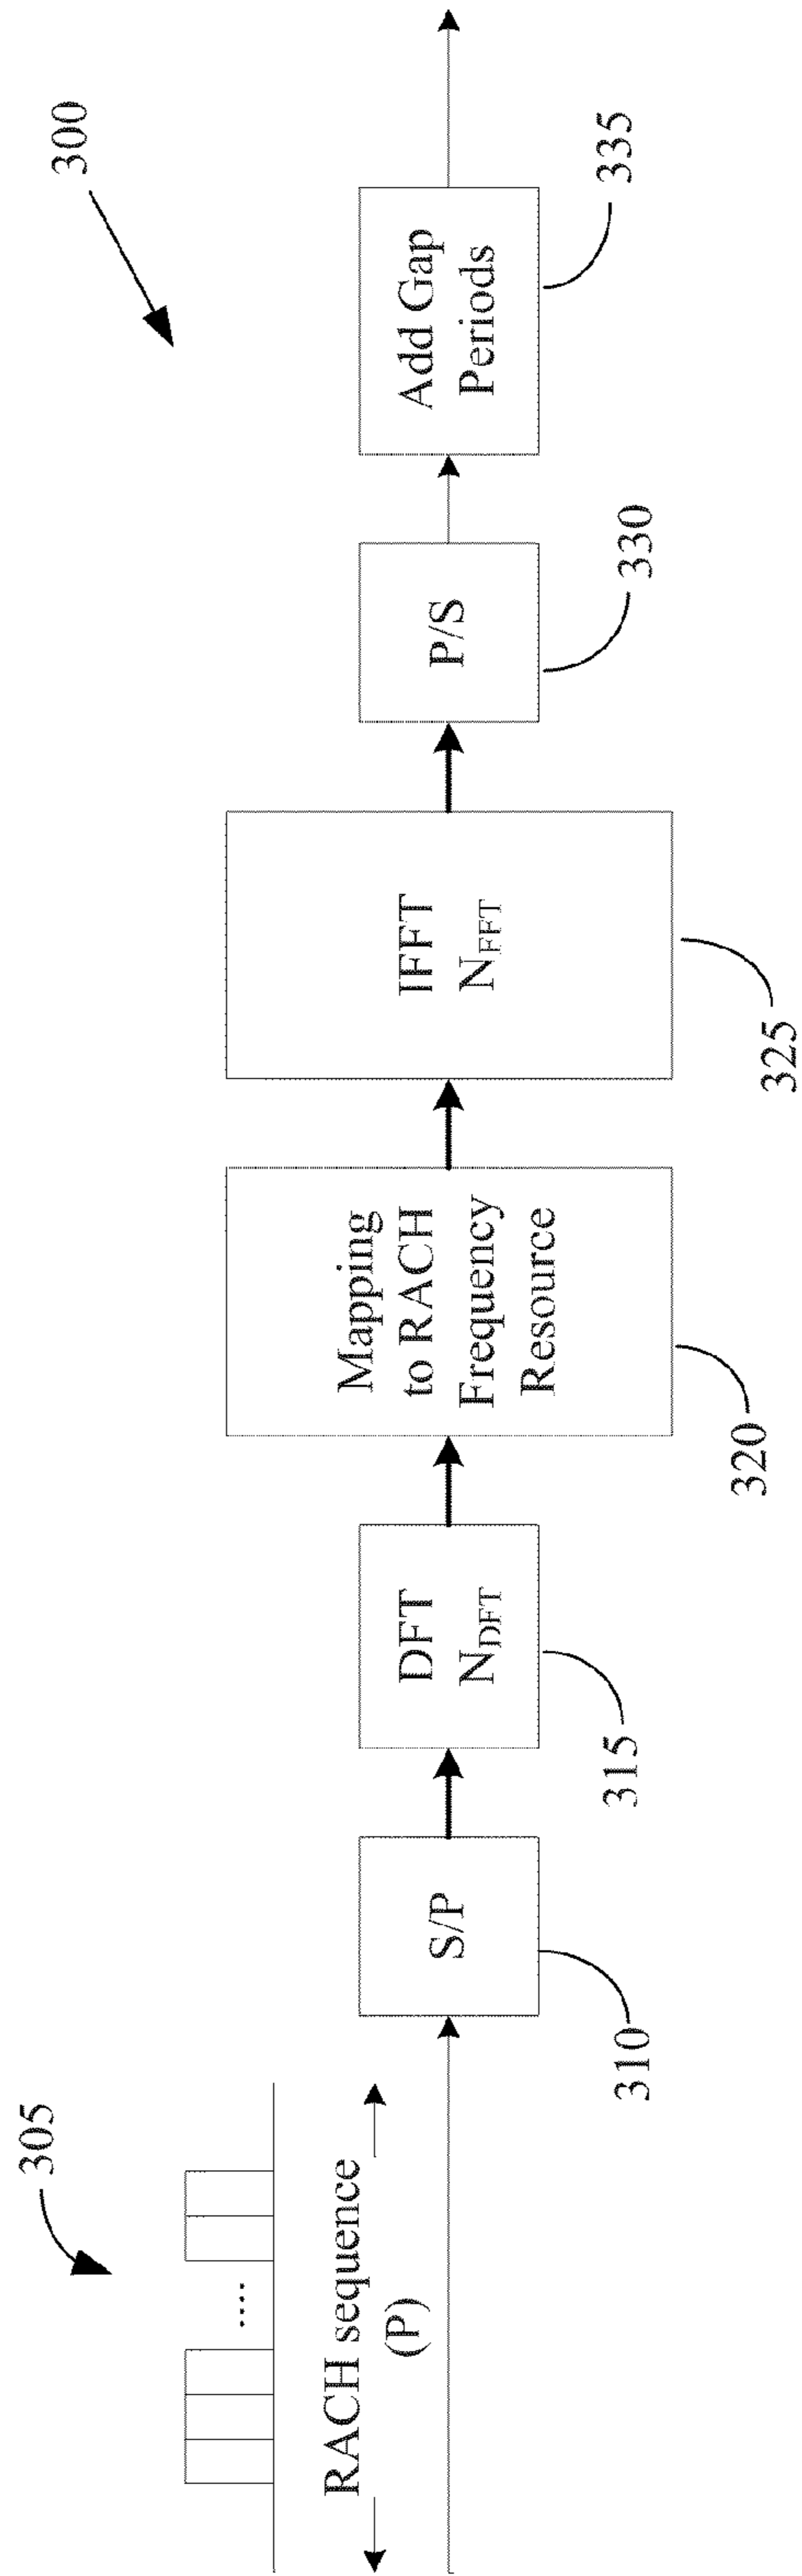 300
305
RACH sequence
(P)
....
S/P
310
DFT
N_DFT
315
Mapping
to RACH
Frequency
Resource
320
IFFT
N_FFT
325
P/S
330
Add Gap
Periods
335